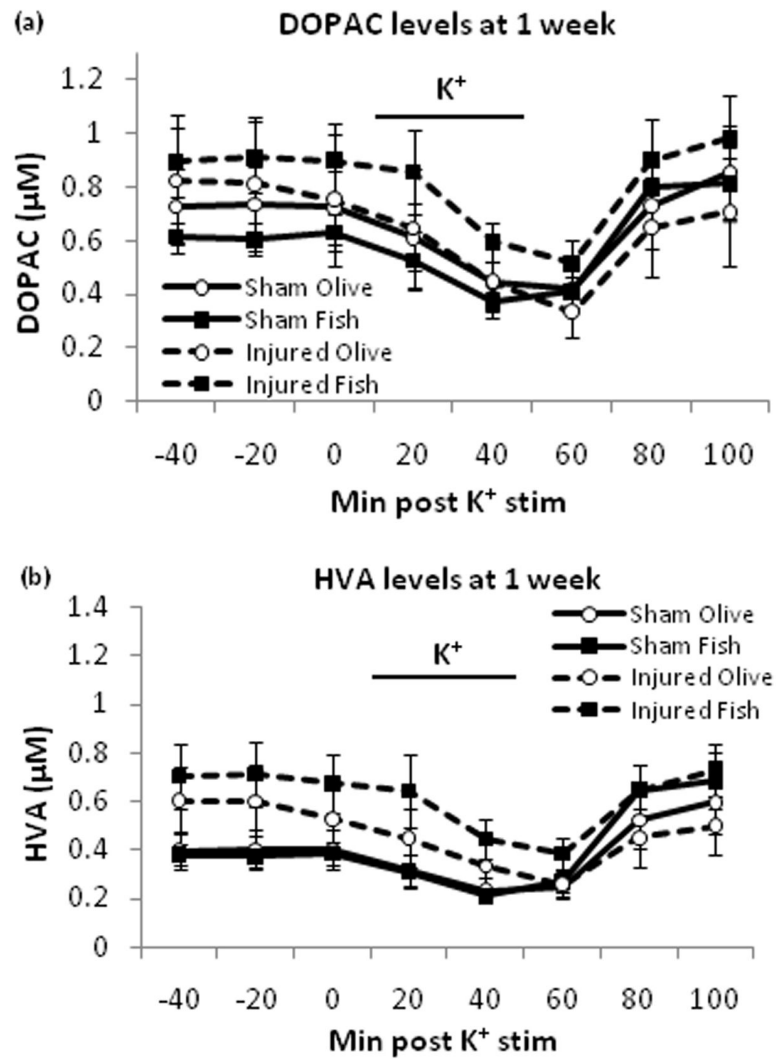 (a)
DOPAC levels at 1 week
1.2
1
0.8
0.6
0.4
0.2
0
DOPAC (µM)
K⁺
Sham Olive
Sham Fish
Injured Olive
Injured Fish
-40 -20 0 20 40 60 80 100
Min post K⁺ stim
(b)
HVA levels at 1 week
1.4
1.2
1
0.8
0.6
0.4
0.2
0
HVA (µM)
K⁺
Sham Olive
Sham Fish
Injured Olive
Injured Fish
-40 -20 0 20 40 60 80 100
Min post K⁺ stim